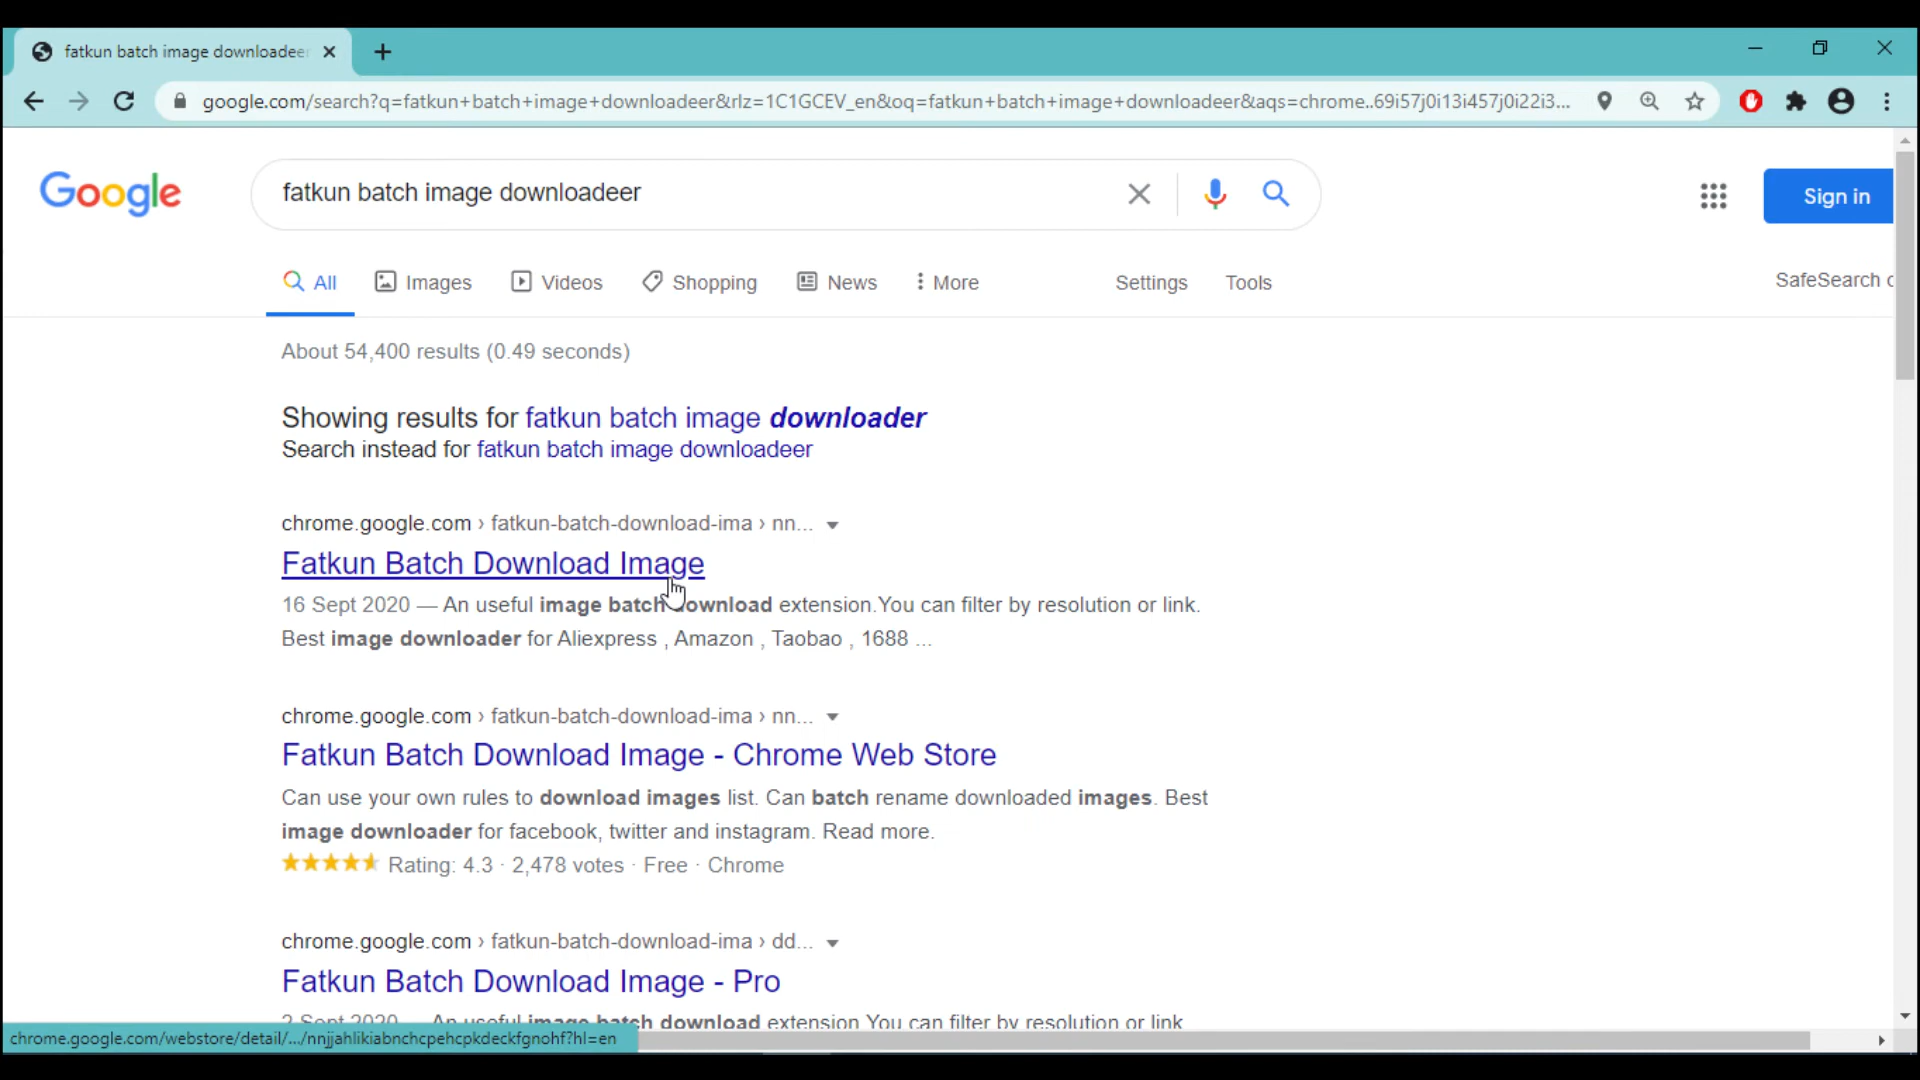 fatkun batch image downloadeer
google.com/search?q=fatkun+batch+image+downloadeer&rlz=1C1GCEV_en&oq=fatkun+batch+image+downloadeer&aqs=chrome..69i57j0i13i457j0i22i3...
Google
fatkun batch image downloadeer
Sign in
All Images Videos Shopping News More Settings Tools
SafeSearch
About 54,400 results (0.49 seconds)
Showing results for fatkun batch image downloader
Search instead for fatkun batch image downloadeer
chrome.google.com › fatkun-batch-download-ima › nn...
Fatkun Batch Download Image
16 Sept 2020 — An useful image batch download extension.You can filter by resolution or link.
Best image downloader for Aliexpress , Amazon , Taobao , 1688 ...
chrome.google.com › fatkun-batch-download-ima › nn...
Fatkun Batch Download Image - Chrome Web Store
Can use your own rules to download images list. Can batch rename downloaded images. Best
image downloader for facebook, twitter and instagram. Read more.
Rating: 4.3 · 2,478 votes · Free · Chrome
chrome.google.com › fatkun-batch-download-ima › dd...
Fatkun Batch Download Image - Pro
2 Sept 2020 — An useful image batch download extension You can filter by resolution or link
chrome.google.com/webstore/detail/.../nnjjahlikiabnchcpehcpkdeckfgnohf?hl=en